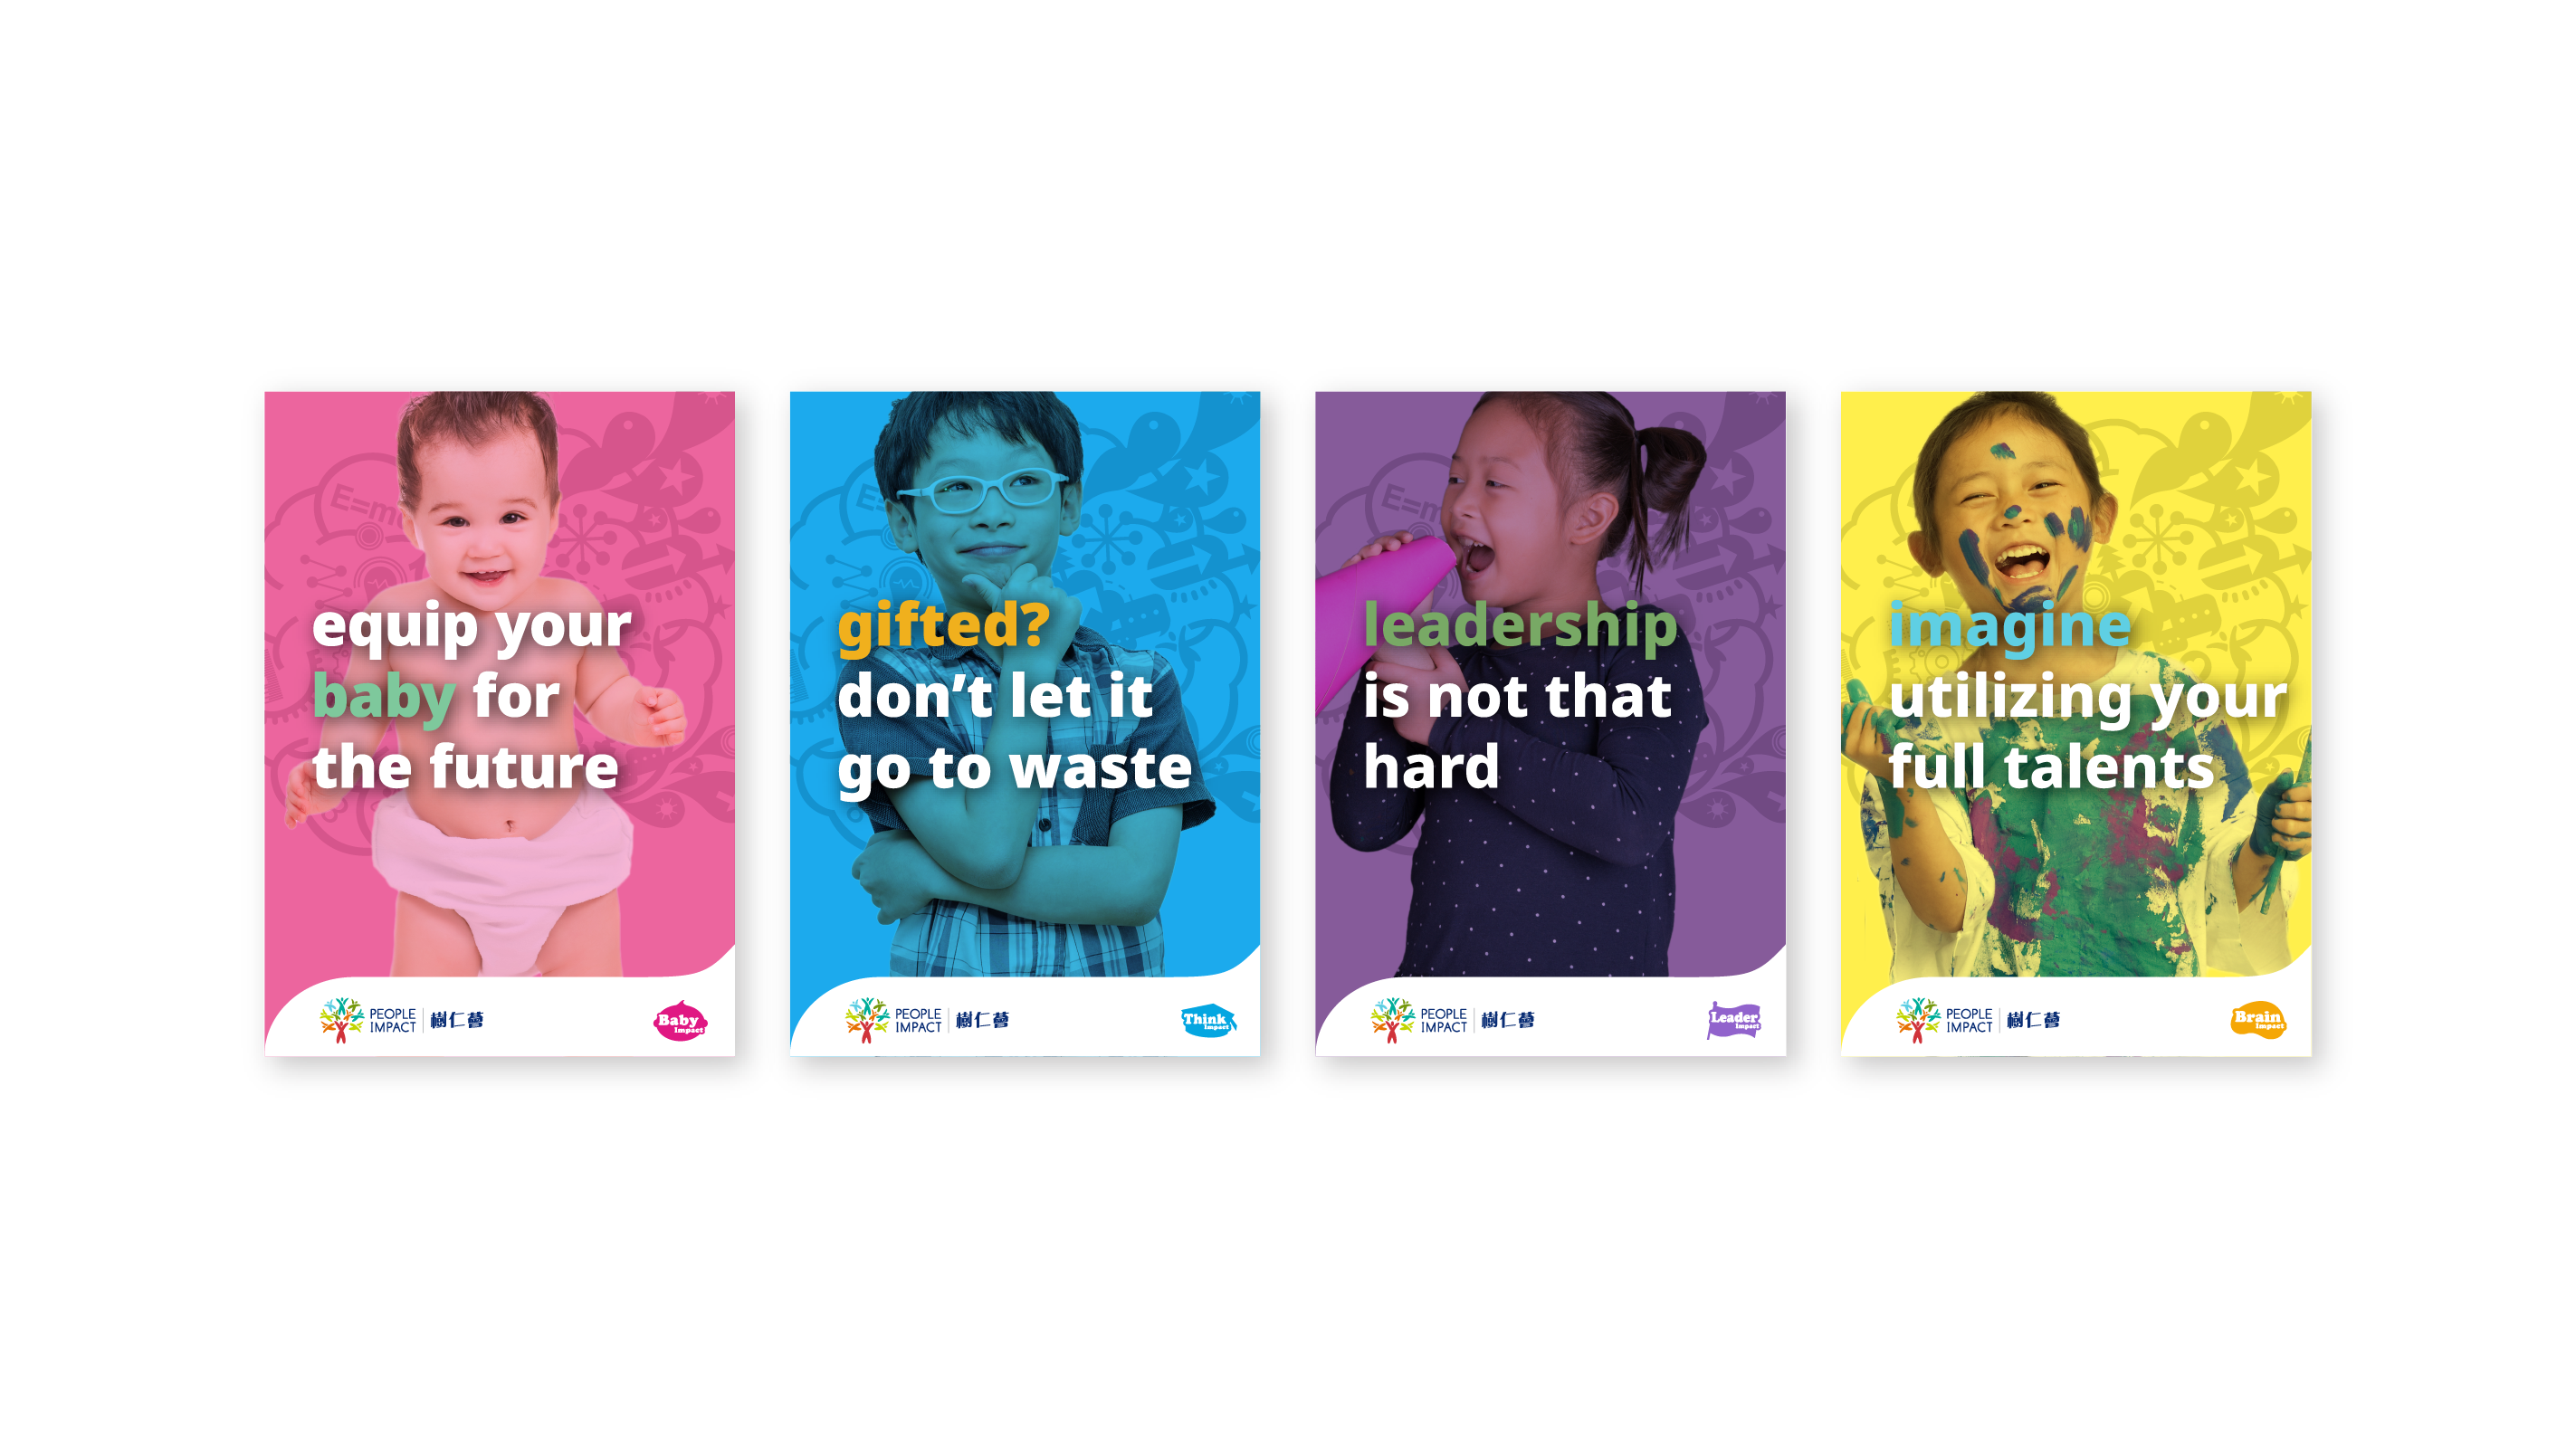 E=m
equip your
baby for
the future
PEOPLE
IMPACT
樹仁薈
Baby
Impact
E=
gifted?
don't let it
go to waste
PEOPLE
IMPACT
樹仁薈
Think
Impact
E=m
leadership
is not that
hard
PEOPLE
IMPACT
樹仁薈
Leader
Impact
imagine
utilizing your
full talents
PEOPLE
IMPACT
樹仁薈
Brain
Impact